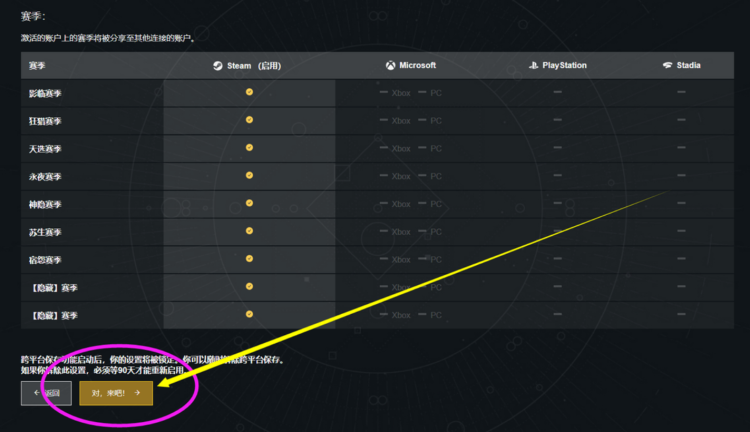 赛季:
激活的账户上的赛季将被分享至其他连接的账户。
赛季 Steam (启用) Microsoft PlayStation Stadia
影临赛季 Xbox PC
狂猎赛季 Xbox PC
天选赛季 Xbox PC
永夜赛季 Xbox PC
神隐赛季 Xbox PC
苏生赛季 Xbox PC
宿怨赛季 Xbox PC
【隐藏】赛季 Xbox PC
【隐藏】赛季 Xbox PC
跨平台保存功能启动后,你的设置将被锁定。你可以随时解除跨平台保存。
如果你解除此设置,必须等90天才能重新启用。
返回 对,来吧!